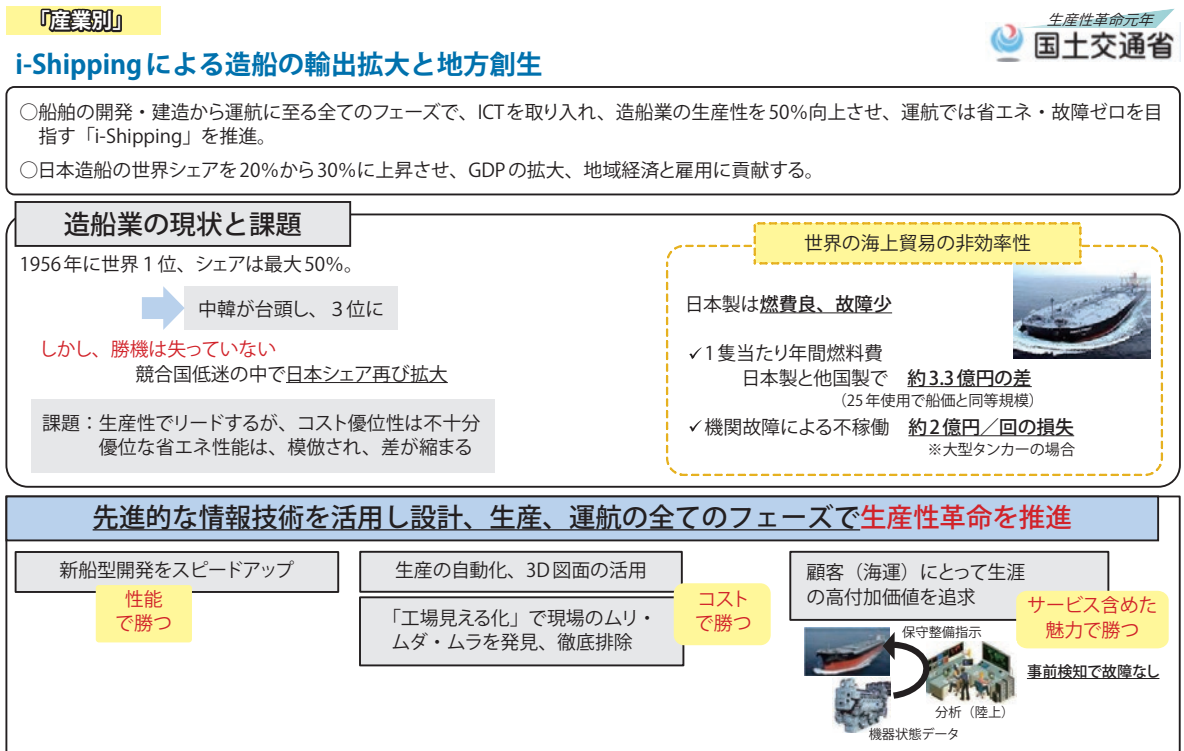 『産業別』
生産性革命元年
国土交通省
i-Shippingによる造船の輸出拡大と地方創生
○船舶の開発・建造から運航に至る全てのフェーズで、ICTを取り入れ、造船業の生産性を50%向上させ、運航では省エネ・故障ゼロを目
指す「i-Shipping」を推進。
○日本造船の世界シェアを20%から30%に上昇させ、GDPの拡大、地域経済と雇用に貢献する。
造船業の現状と課題
1956年に世界1位、シェアは最大50%。
中韓が台頭し、3位に
しかし、勝機は失っていない
競合国低迷の中で日本シェア再び拡大
課題：生産性でリードするが、コスト優位性は不十分
優位な省エネ性能は、模倣され、差が縮まる
世界の海上貿易の非効率性
日本製は燃費良、故障少
✓1隻当たり年間燃料費
日本製と他国製で 約3.3億円の差
（25年使用で船価と同等規模）
✓機関故障による不稼働 約2億円／回の損失
※大型タンカーの場合
先進的な情報技術を活用し設計、生産、運航の全てのフェーズで生産性革命を推進
新船型開発をスピードアップ
性能
で勝つ
生産の自動化、3D図面の活用
「工場見える化」で現場のムリ・
ムダ・ムラを発見、徹底排除
コスト
で勝つ
顧客（海運）にとって生涯
の高付加価値を追求
サービス含めた
魅力で勝つ
保守整備指示
事前検知で故障なし
分析（陸上）
機器状態データ